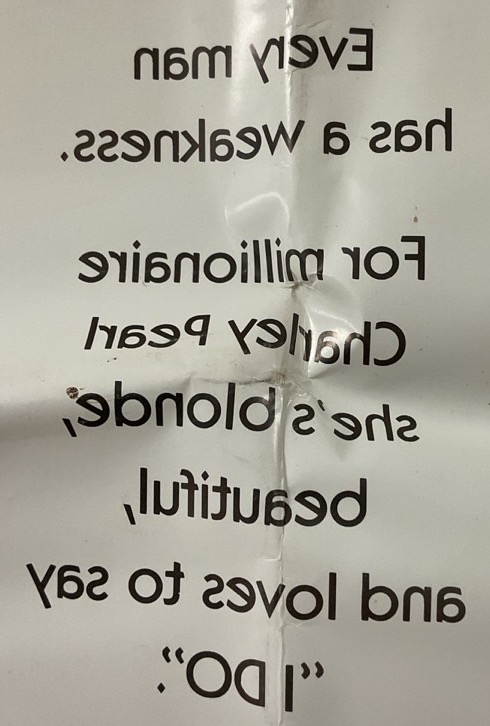 Every man
has a weakness.
For millionaire
Charley Pearl
she's blonde,
beautiful,
and loves to say
“I DO”.